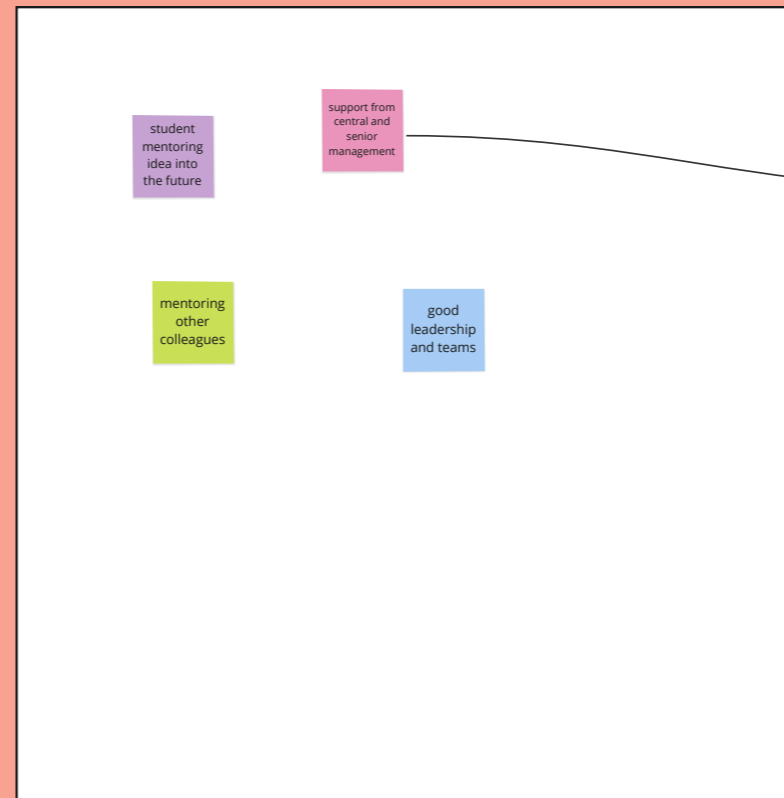 student
mentoring
idea into
the future
support from
central and
senior
management
mentoring
other
colleagues
good
leadership
and teams